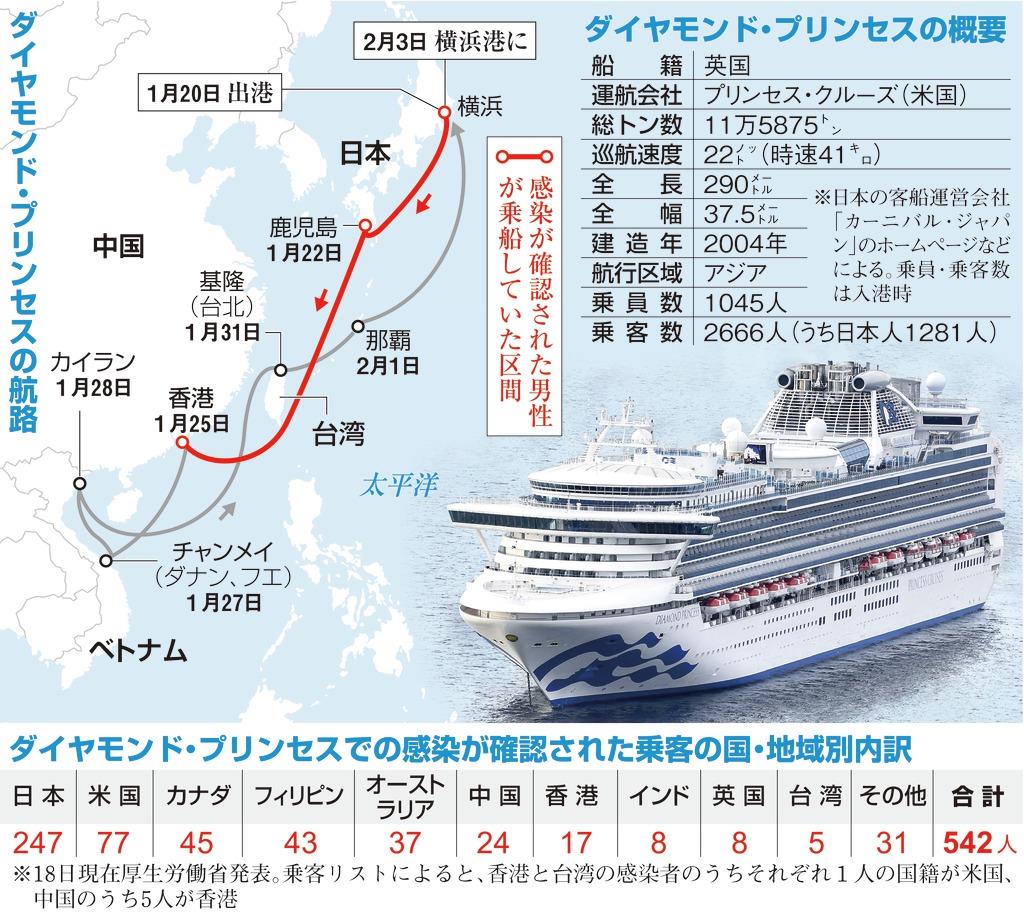 ダイヤモンド・プリンセスの航路
2月3日 横浜港に
1月20日 出港
横浜
日本
鹿児島
1月22日
中国
基隆
(台北)
1月31日
那覇
2月1日
カイラン
1月28日
香港
1月25日
台湾
太平洋
チャンメイ
(ダナン、フエ)
1月27日
ベトナム
感染が確認された男性
が乗船していた区間
ダイヤモンド・プリンセスの概要
船籍 英国
運航会社 プリンセス・クルーズ(米国)
総トン数 11万5875㌧
巡航速度 22㋨ット(時速41㌔)
全長 290㍍
全幅 37.5㍍
建造年 2004年
航行区域 アジア
乗員数 1045人
乗客数 2666人(うち日本人1281人)
※日本の客船運営会社
「カーニバル・ジャパ
ン」のホームページなど
による。乗員・乗客数
は入港時
DIAMOND PRINCESS
PRINCESS CRUISES
ダイヤモンド・プリンセスでの感染が確認された乗客の国・地域別内訳
日本 米国 カナダ フィリピン オースト
ラリア 中国 香港 インド 英国 台湾 その他 合計
247 77 45 43 37 24 17 8 8 5 31 542人
※18日現在厚生労働省発表。乗客リストによると、香港と台湾の感染者のうちそれぞれ1人の国籍が米国、
中国のうち5人が香港